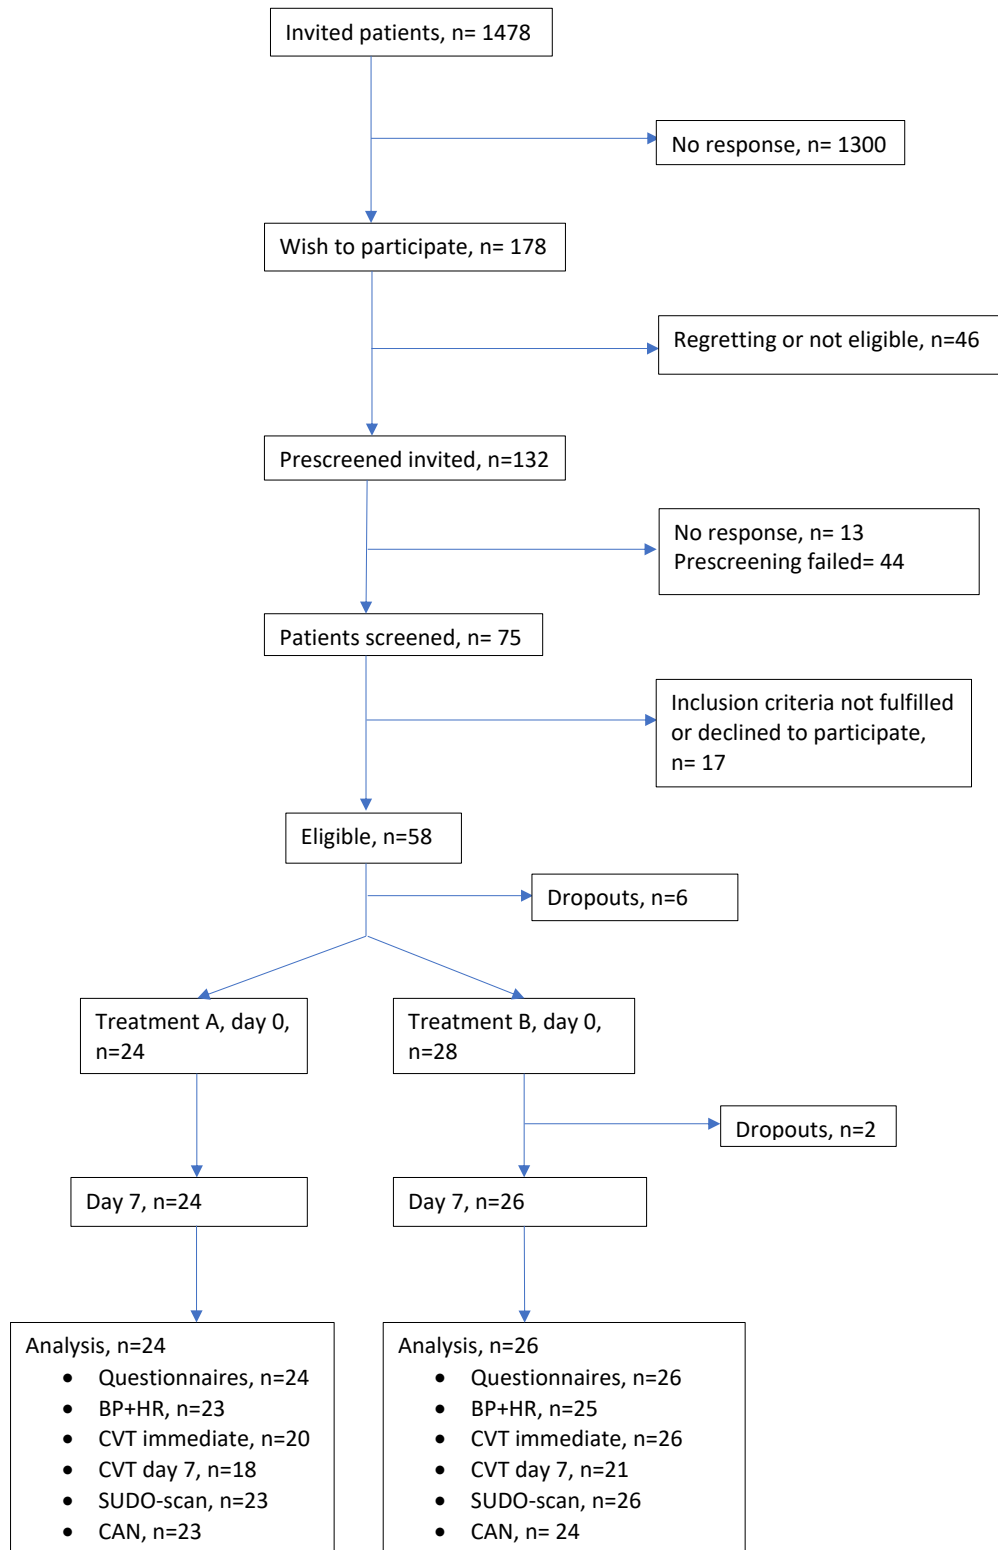 Invited patients, n= 1478
No response, n= 1300
Wish to participate, n= 178
Regretting or not eligible, n=46
Prescreened invited, n=132
No response, n= 13
Prescreening failed= 44
Patients screened, n= 75
Inclusion criteria not fulfilled
or declined to participate,
n= 17
Eligible, n=58
Dropouts, n=6
Treatment A, day 0,
n=24
Treatment B, day 0,
n=28
Dropouts, n=2
Day 7, n=24
Day 7, n=26
Analysis, n=24
• Questionnaires, n=24
• BP+HR, n=23
• CVT immediate, n=20
• CVT day 7, n=18
• SUDO-scan, n=23
• CAN, n=23
Analysis, n=26
• Questionnaires, n=26
• BP+HR, n=25
• CVT immediate, n=26
• CVT day 7, n=21
• SUDO-scan, n=26
• CAN, n= 24